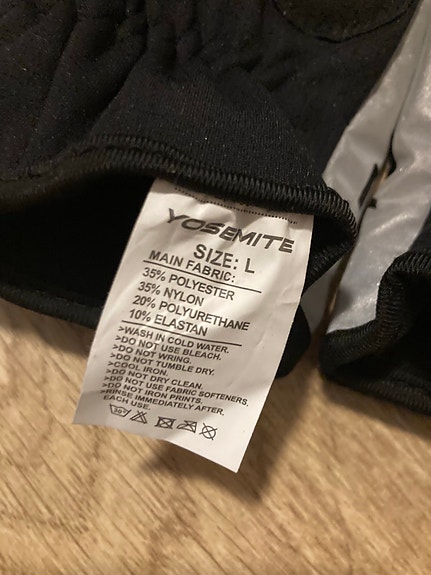 YOSEMITE
SIZE: L
MAIN FABRIC:
35% POLYESTER
35% NYLON
20% POLYURETHANE
10% ELASTAN
>WASH IN COLD WATER.
>DO NOT USE BLEACH.
>DO NOT WRING.
>DO NOT TUMBLE DRY.
>COOL IRON.
>DO NOT DRY CLEAN.
>DO NOT USE FABRIC SOFTENERS.
>DO NOT IRON PRINTS.
>RINSE IMMEDIATELY AFTER
EACH USE.
30°